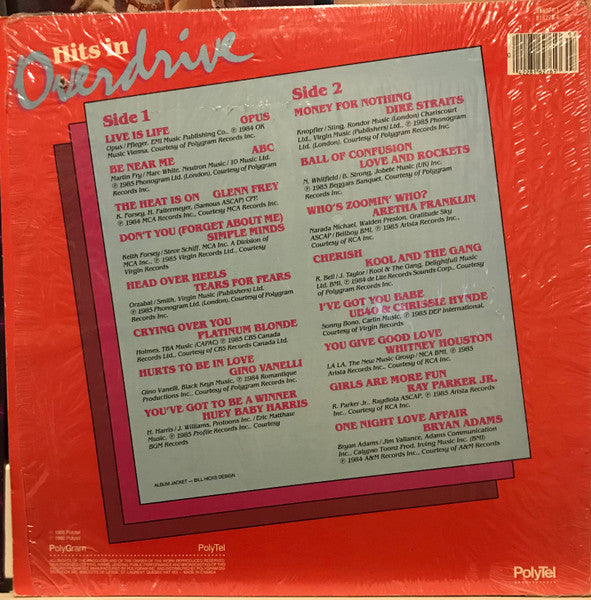 Hits in
Overdrive
Side 1
LIVE IS LIFE OPUS
Opus / Pfleger, EMI Music Publishing Co., ℗ 1984 OK
Music Vienna, Courtesy of Polygram Records Inc.
BE NEAR ME ABC
Martin Fry / Marc White, Neutron Music / 10 Music Ltd.
℗ 1985 Phonogram Ltd. (London), Courtesy of Polygram
Records Inc.
THE HEAT IS ON GLENN FREY
K. Forsey, H. Faltermeyer, (Famous ASCAP) CPT,
℗ 1984 MCA Records Inc., Courtesy MCA Records Inc.
DON'T YOU (FORGET ABOUT ME)
SIMPLE MINDS
Keith Forsey / Steve Schiff, MCA Inc. A Division of
MCA Inc., ℗ 1985 Virgin Records Ltd., Courtesy of
Virgin Records
HEAD OVER HEELS
TEARS FOR FEARS
Orzabal / Smith, Virgin Music (Publishers) Ltd.
℗ 1985 Phonogram Ltd., (London), Courtesy of Polygram
Records Inc.
CRYING OVER YOU
PLATINUM BLONDE
Holmes, TBA Music (CAPAC) ℗ 1985 CBS Canada
Records Ltd., Courtesy of CBS Records Canada Ltd.
HURTS TO BE IN LOVE
GINO VANELLI
Gino Vanelli, Black Keys Music, ℗ 1984 Romantique
Productions Inc., Courtesy of Polygram Records Inc.
YOU'VE GOT TO BE A WINNER
HUEY BABY HARRIS
H. Harris / J. Williams, Protoons Inc. / Eric Matthew
Music, ℗ 1985 Profile Records Inc., Courtesy
BGM Records
Side 2
MONEY FOR NOTHING
DIRE STRAITS
Knopfler / Sting, Rondor Music (London) Chariscourt
Ltd., Virgin Music (Publishers) Ltd., ℗ 1985 Phonogram
Ltd. (London), Courtesy of Polygram Records Inc.
BALL OF CONFUSION
LOVE AND ROCKETS
N. Whitfield / B. Strong, Jobete Music (UK) Inc.
℗ 1985 Beggars Banquet, Courtesy of Polygram Records
Inc.
WHO'S ZOOMIN' WHO?
ARETHA FRANKLIN
Narada Michael, Walden Preston, Gratitude Sky
ASCAP / Bellboy BMI, ℗ 1985 Arista Records Inc.,
Courtesy of RCA Inc.
CHERISH
KOOL AND THE GANG
R. Bell / J. Taylor / Kool & The Gang, Delightfull Music
Ltd, BMI, ℗ 1984 de Lite Records Sound Corp., Courtesy
of Polygram Records Inc.
I'VE GOT YOU BABE
UB40 & CHRISSIE HYNDE
Sonny Bono, Carlin Music, ℗ 1985 DEP International,
Courtesy of Virgin Records
YOU GIVE GOOD LOVE
WHITNEY HOUSTON
LA LA, The New Music Group / MCA BMI, ℗ 1985
Arista Records Inc., Courtesy of RCA Inc.
GIRLS ARE MORE FUN
RAY PARKER JR.
R. Parker Jr., Raydiola ASCAP, ℗ 1985 Arista Records
Inc., Courtesy of RCA Inc.
ONE NIGHT LOVE AFFAIR
BRYAN ADAMS
Bryan Adams / Jim Vallance, Adams Communication
Inc., Calypso Toonz Prod, Irving Music Inc. (BMI)
℗ 1984 A&M Records Inc., Courtesy of A&M Records
ALBUM JACKET — BILL HICKS DESIGN
PolyGram
PolyTel
PolyTel